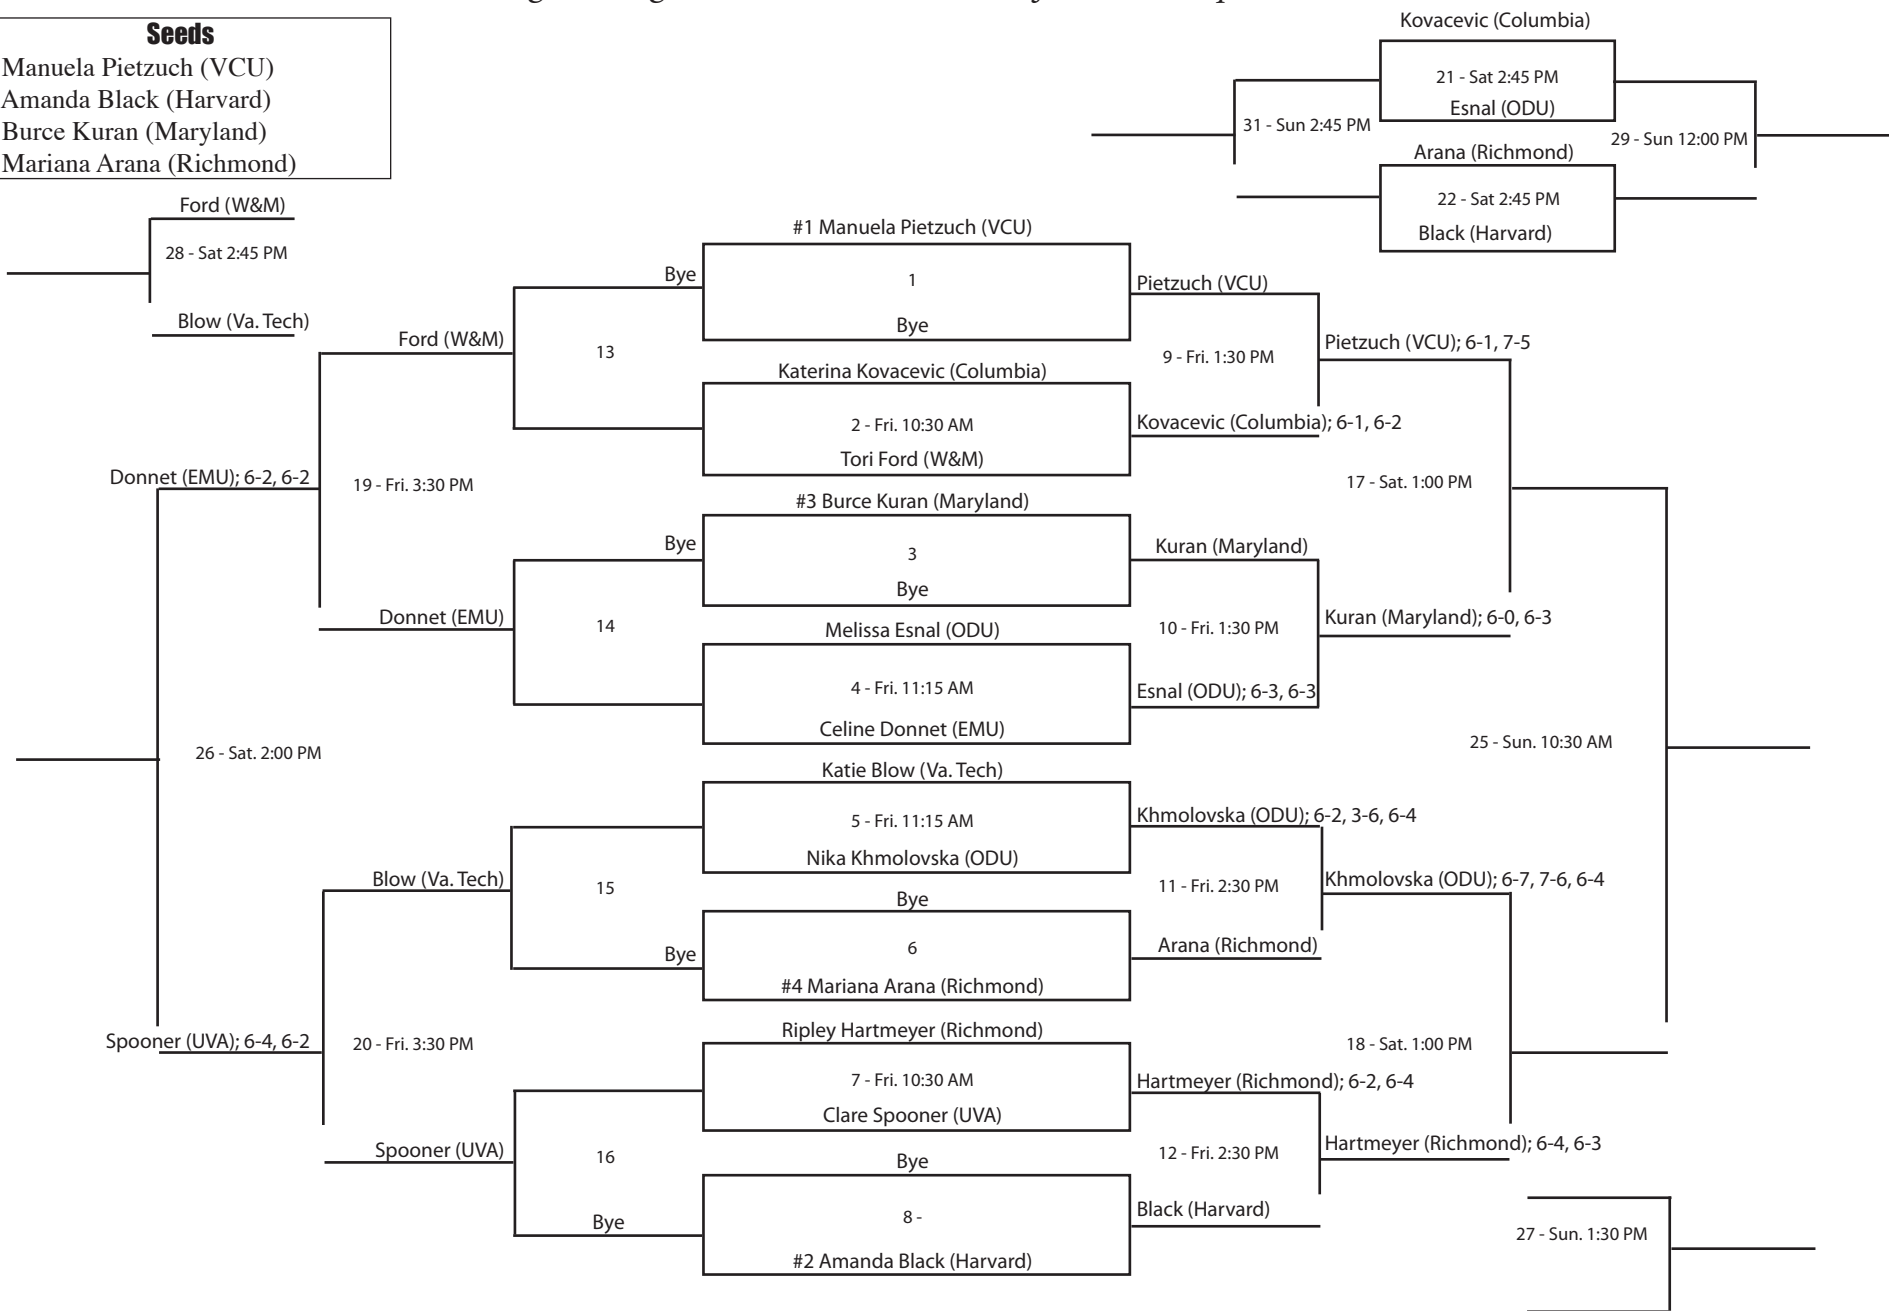 Seeds
Manuela Pietzuch (VCU)
Amanda Black (Harvard)
Burce Kuran (Maryland)
Mariana Arana (Richmond)
Kovacevic (Columbia)
21 - Sat 2:45 PM
Esnal (ODU)
31 - Sun 2:45 PM
29 - Sun 12:00 PM
Arana (Richmond)
22 - Sat 2:45 PM
Black (Harvard)
Ford (W&M)
28 - Sat 2:45 PM
Blow (Va. Tech)
#1 Manuela Pietzuch (VCU)
Bye
1
Pietzuch (VCU)
Bye
Ford (W&M)
13
9 - Fri. 1:30 PM
Pietzuch (VCU); 6-1, 7-5
Katerina Kovacevic (Columbia)
2 - Fri. 10:30 AM
Kovacevic (Columbia); 6-1, 6-2
Tori Ford (W&M)
Donnet (EMU); 6-2, 6-2
19 - Fri. 3:30 PM
17 - Sat. 1:00 PM
#3 Burce Kuran (Maryland)
Bye
3
Kuran (Maryland)
Bye
Donnet (EMU)
14
Melissa Esnal (ODU)
10 - Fri. 1:30 PM
Kuran (Maryland); 6-0, 6-3
4 - Fri. 11:15 AM
Esnal (ODU); 6-3, 6-3
Celine Donnet (EMU)
26 - Sat. 2:00 PM
25 - Sun. 10:30 AM
Katie Blow (Va. Tech)
5 - Fri. 11:15 AM
Khmolovska (ODU); 6-2, 3-6, 6-4
Nika Khmolovska (ODU)
Blow (Va. Tech)
15
11 - Fri. 2:30 PM
Khmolovska (ODU); 6-7, 7-6, 6-4
Bye
Bye
6
Arana (Richmond)
#4 Mariana Arana (Richmond)
Spooner (UVA); 6-4, 6-2
20 - Fri. 3:30 PM
18 - Sat. 1:00 PM
Ripley Hartmeyer (Richmond)
7 - Fri. 10:30 AM
Hartmeyer (Richmond); 6-2, 6-4
Clare Spooner (UVA)
Spooner (UVA)
16
12 - Fri. 2:30 PM
Hartmeyer (Richmond); 6-4, 6-3
Bye
Bye
8 -
Black (Harvard)
#2 Amanda Black (Harvard)
27 - Sun. 1:30 PM